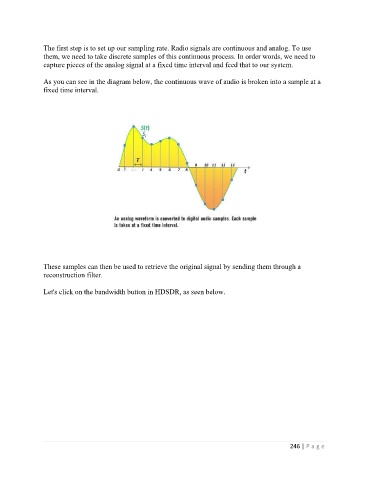 The first step is to set up our sampling rate. Radio signals are continuous and analog. To use
them, we need to take discrete samples of this continuous process. In order words, we need to
capture pieces of the analog signal at a fixed time interval and feed that to our system.
As you can see in the diagram below, the continuous wave of audio is broken into a sample at a
fixed time interval.
S(t)
T
4 5 6 7 8 9 10 11 12 13
t
An analog waveform is converted to digital audio samples. Each sample
is taken at a fixed time interval.
These samples can then be used to retrieve the original signal by sending them through a
reconstruction filter.
Let's click on the bandwidth button in HDSDR, as seen below.
246 | P a g e